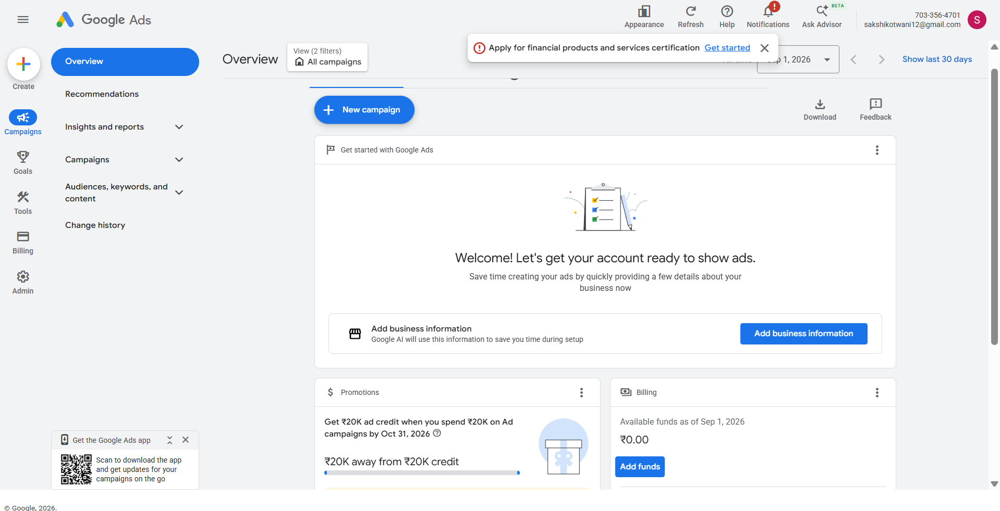 Google Ads
Appearance
Refresh
Help
Notifications
Ask Advisor
BETA
703-356-4701
sakshikotwani12@gmail.com
S
Apply for financial products and services certification Get started
Create
Campaigns
Goals
Tools
Billing
Admin
Overview
Recommendations
Insights and reports
Campaigns
Audiences, keywords, and
content
Change history
Overview
View (2 filters)
All campaigns
1, 2026
Show last 30 days
New campaign
Download
Feedback
Get started with Google Ads
Welcome! Let's get your account ready to show ads.
Save time creating your ads by quickly providing a few details about your
business now
Add business information
Google AI will use this information to save you time during setup
Add business information
Promotions
Get ₹20K ad credit when you spend ₹20K on Ad
campaigns by Oct 31, 2026
₹20K away from ₹20K credit
Billing
Available funds as of Sep 1, 2026
₹0.00
Add funds
Get the Google Ads app
Scan to download the app
and get updates for your
campaigns on the go
© Google, 2026.